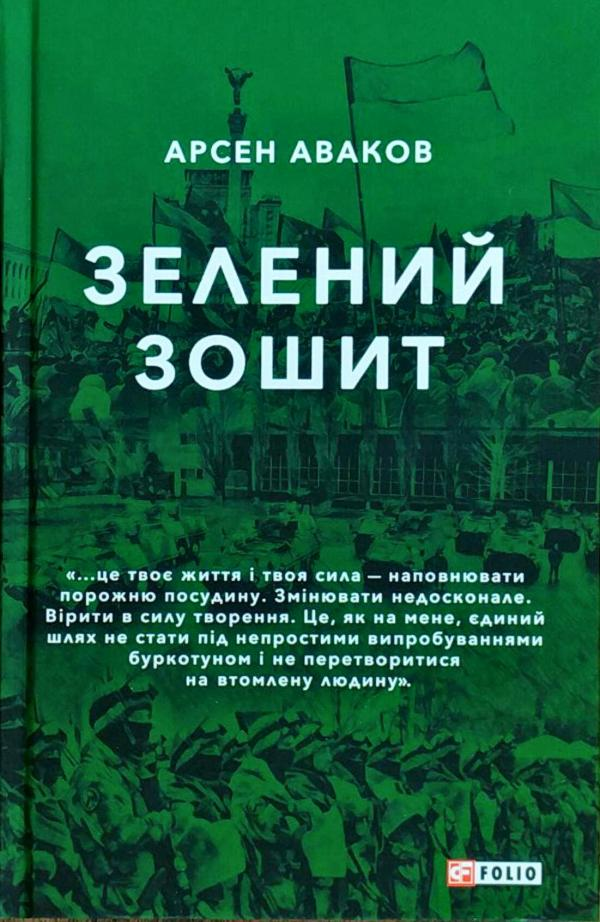 АРСЕН АВАКОВ
ЗЕЛЕНИЙ
ЗОШИТ
«...це твоє життя і твоя сила — наповнювати
порожню посудину. Змінювати недосконале.
Вірити в силу творення. Це, як на мене, єдиний
шлях не стати під непростими випробуваннями
буркотуном і не перетворитися
на втомлену людину».
CF FOLIO